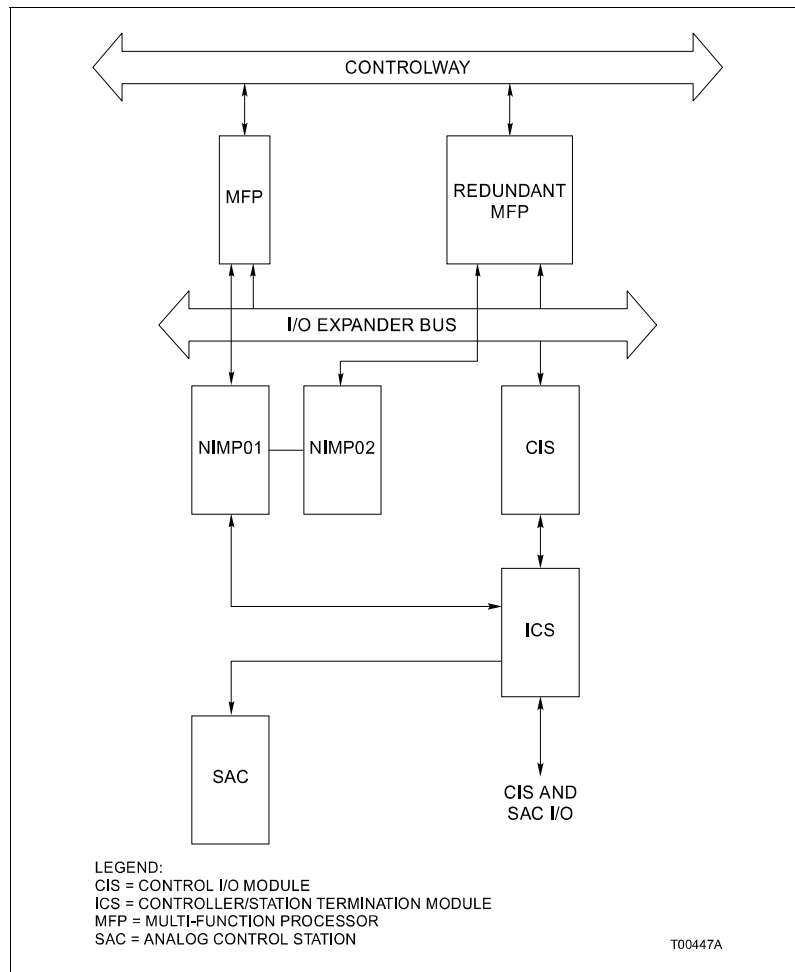 CONTROLWAY
MFP
REDUNDANT
MFP
I/O EXPANDER BUS
NIMP01
NIMP02
CIS
ICS
SAC
CIS AND
SAC I/O
LEGEND:
CIS = CONTROL I/O MODULE
ICS = CONTROLLER/STATION TERMINATION MODULE
MFP = MULTI-FUNCTION PROCESSOR
SAC = ANALOG CONTROL STATION
T00447A